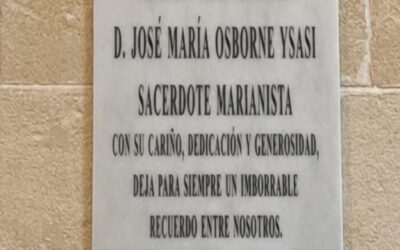 D. JOSÉ MARÍA OSBORNE YSASI
SACERDOTE MARIANISTA
CON SU CARIÑO, DEDICACIÓN Y GENEROSIDAD,
DEJA PARA SIEMPRE UN IMBORRABLE
RECUERDO ENTRE NOSOTROS.